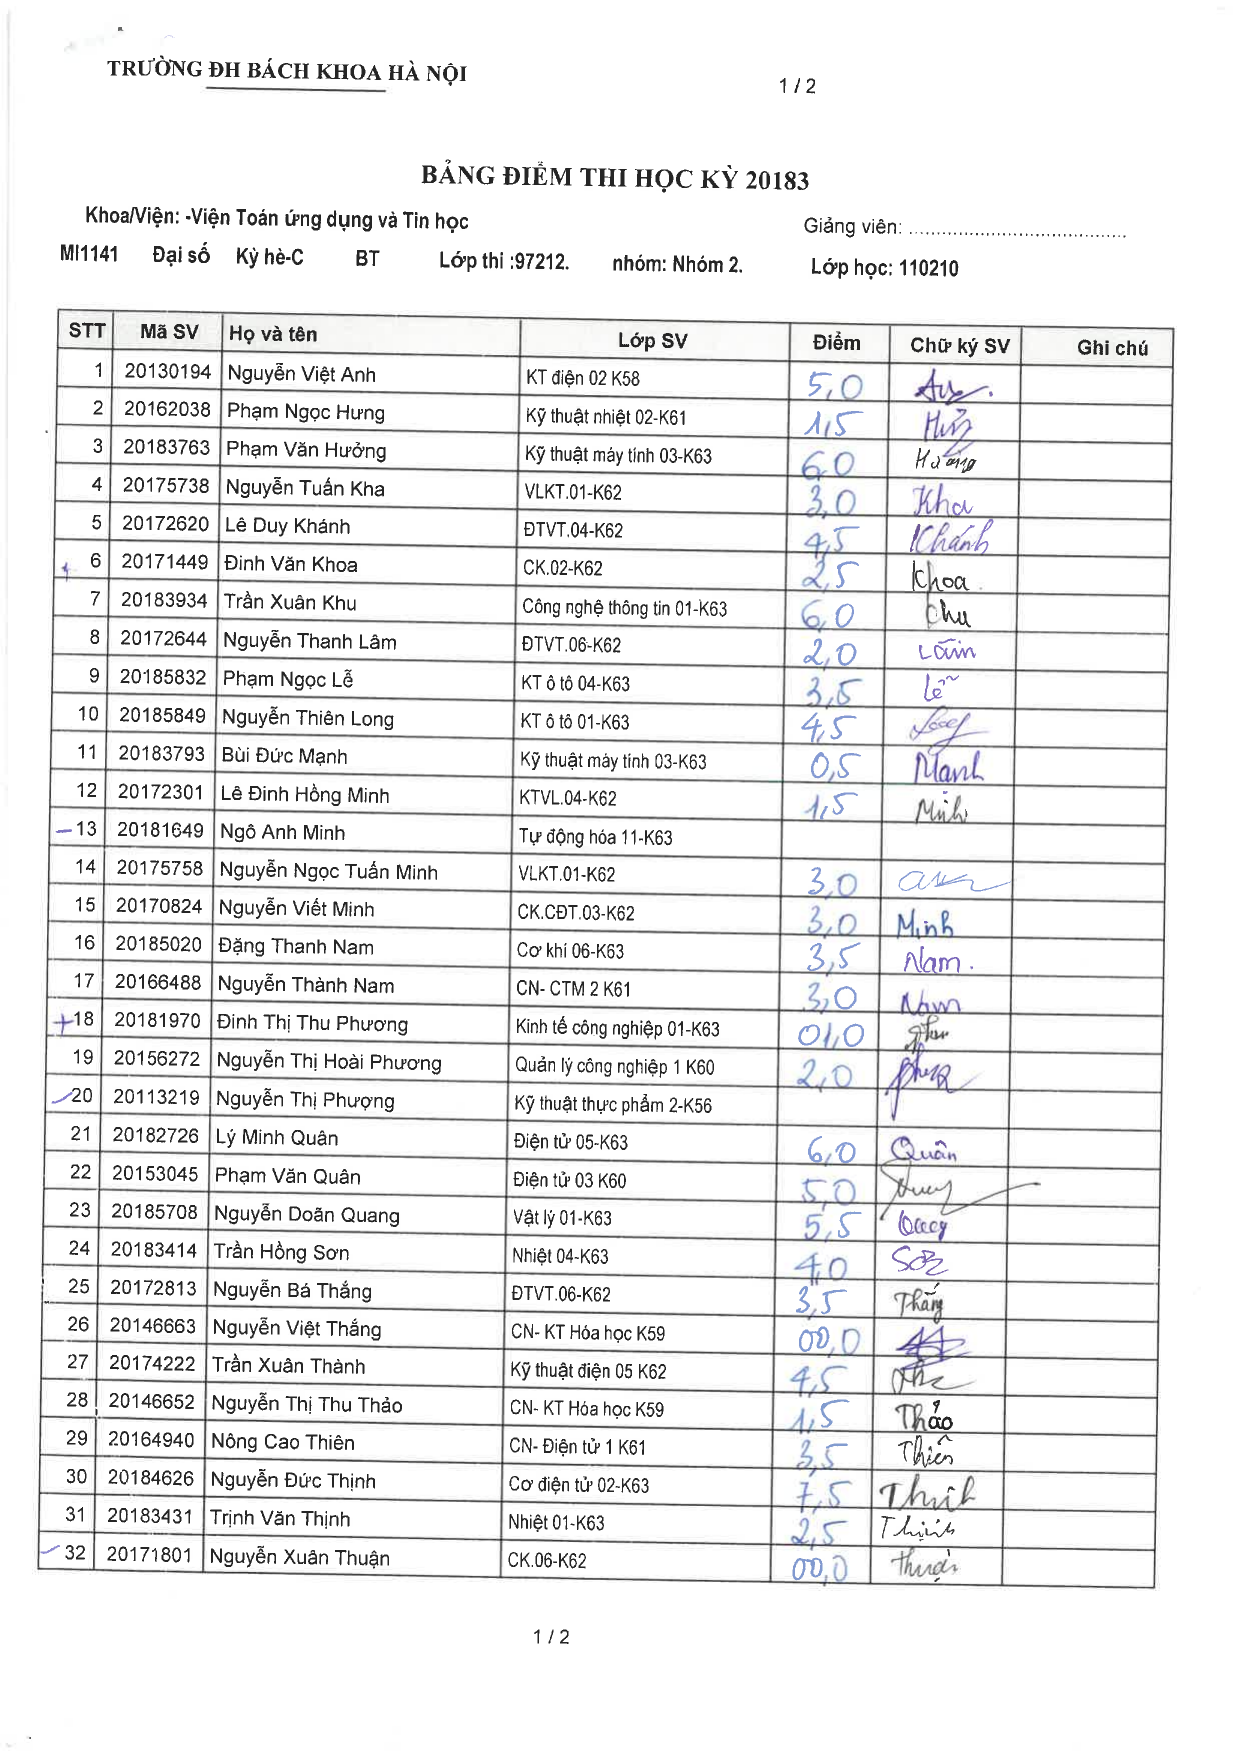 TRƯỜNG ĐH BÁCH KHOA HÀ NỘI
1 / 2
BẢNG ĐIỂM THI HỌC KỲ 20183
Khoa/Viện: -Viện Toán ứng dụng và Tin học Giảng viên: ........................................
MI1141 Đại số Kỳ hè-C BT Lớp thi :97212. nhóm: Nhóm 2. Lớp học: 110210
STT Mã SV Họ và tên Lớp SV Điểm Chữ ký SV Ghi chú
1 20130194 Nguyễn Việt Anh KT điện 02 K58 5,0
2 20162038 Phạm Ngọc Hưng Kỹ thuật nhiệt 02-K61 1,5
3 20183763 Phạm Văn Hưởng Kỹ thuật máy tính 03-K63 6,0 Hưởng
4 20175738 Nguyễn Tuấn Kha VLKT.01-K62 3,0 Kha
5 20172620 Lê Duy Khánh ĐTVT.04-K62 4,5 Khánh
6 20171449 Đinh Văn Khoa CK.02-K62 2,5 Khoa
7 20183934 Trần Xuân Khu Công nghệ thông tin 01-K63 6,0 Khu
8 20172644 Nguyễn Thanh Lâm ĐTVT.06-K62 2,0 Lâm
9 20185832 Phạm Ngọc Lễ KT ô tô 04-K63 3,5 Lễ
10 20185849 Nguyễn Thiên Long KT ô tô 01-K63 4,5
11 20183793 Bùi Đức Mạnh Kỹ thuật máy tính 03-K63 0,5 Mạnh
12 20172301 Lê Đinh Hồng Minh KTVL.04-K62 1,5 Minh
13 20181649 Ngô Anh Minh Tự động hóa 11-K63
14 20175758 Nguyễn Ngọc Tuấn Minh VLKT.01-K62 3,0
15 20170824 Nguyễn Viết Minh CK.CĐT.03-K62 3,0 Minh
16 20185020 Đặng Thanh Nam Cơ khí 06-K63 3,5 Nam.
17 20166488 Nguyễn Thành Nam CN- CTM 2 K61 3,0 Nam
18 20181970 Đinh Thị Thu Phương Kinh tế công nghiệp 01-K63 01,0
19 20156272 Nguyễn Thị Hoài Phương Quản lý công nghiệp 1 K60 2,0
20 20113219 Nguyễn Thị Phượng Kỹ thuật thực phẩm 2-K56
21 20182726 Lý Minh Quân Điện tử 05-K63 6,0 Quân
22 20153045 Phạm Văn Quân Điện tử 03 K60 5,0
23 20185708 Nguyễn Doãn Quang Vật lý 01-K63 5,5
24 20183414 Trần Hồng Sơn Nhiệt 04-K63 4,0
25 20172813 Nguyễn Bá Thắng ĐTVT.06-K62 3,5 Thắng
26 20146663 Nguyễn Việt Thắng CN- KT Hóa học K59 00,0
27 20174222 Trần Xuân Thành Kỹ thuật điện 05 K62 4,5
28 20146652 Nguyễn Thị Thu Thảo CN- KT Hóa học K59 1,5 Thảo
29 20164940 Nông Cao Thiên CN- Điện tử 1 K61 3,5 Thiên
30 20184626 Nguyễn Đức Thịnh Cơ điện tử 02-K63 7,5 Thịnh
31 20183431 Trịnh Văn Thịnh Nhiệt 01-K63 2,5 Thịnh
32 20171801 Nguyễn Xuân Thuận CK.06-K62 00,0 Thuận
1 / 2